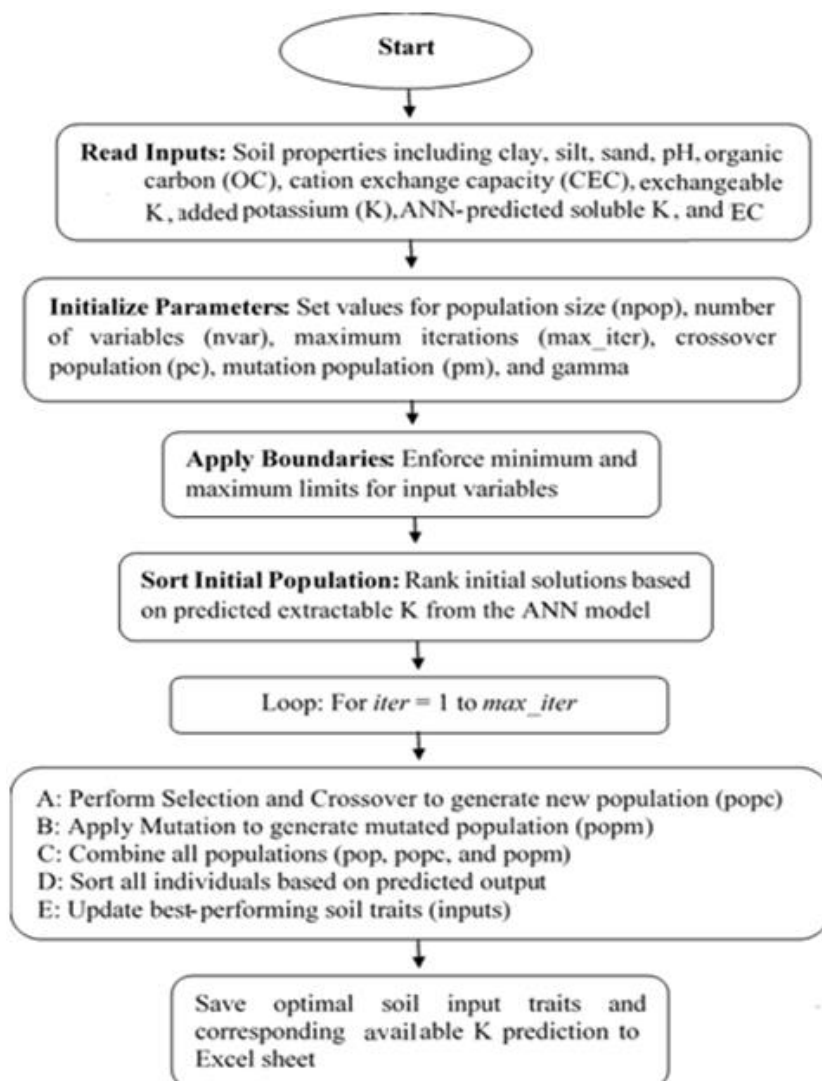 Start
Read Inputs: Soil properties including clay, silt, sand, pH, organic
carbon (OC), cation exchange capacity (CEC), exchangeable
K, added potassium (K), ANN-predicted soluble K, and EC
Initialize Parameters: Set values for population size (npop), number
of variables (nvar), maximum iterations (max_iter), crossover
population (pc), mutation population (pm), and gamma
Apply Boundaries: Enforce minimum and
maximum limits for input variables
Sort Initial Population: Rank initial solutions based
on predicted extractable K from the ANN model
Loop: For iter = 1 to max_iter
A: Perform Selection and Crossover to generate new population (popc)
B: Apply Mutation to generate mutated population (popm)
C: Combine all populations (pop, popc, and popm)
D: Sort all individuals based on predicted output
E: Update best-performing soil traits (inputs)
Save optimal soil input traits and
corresponding available K prediction to
Excel sheet